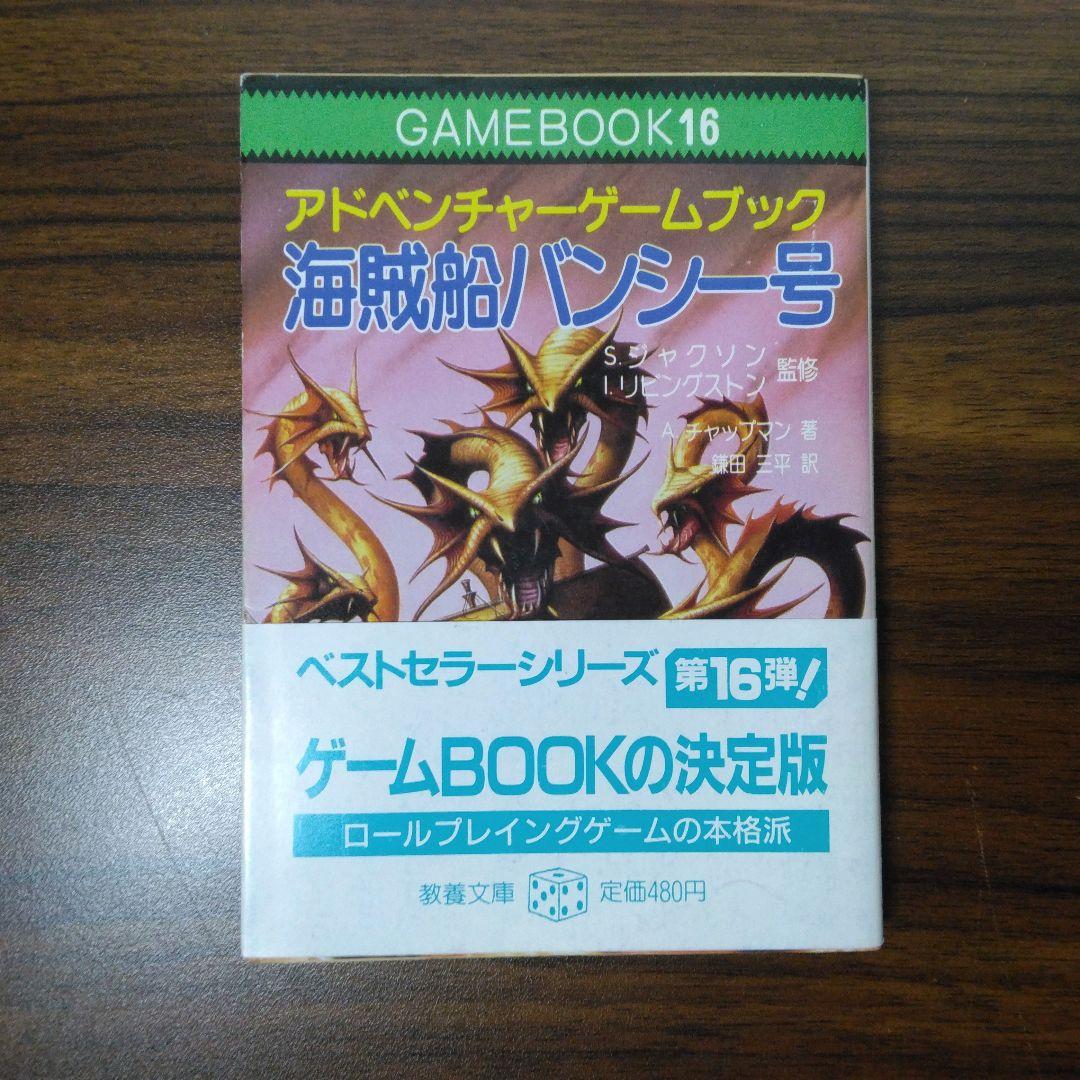 GAMEBOOK16
アドベンチャーゲームブック
海賊船バンシー号
S.ジャクソン
I.リビングストン
監修
A.チャップマン 著
鎌田 三平 訳
ベストセラーシリーズ 第16弾!
ゲームBOOKの決定版
ロールプレイングゲームの本格派
教養文庫 定価480円